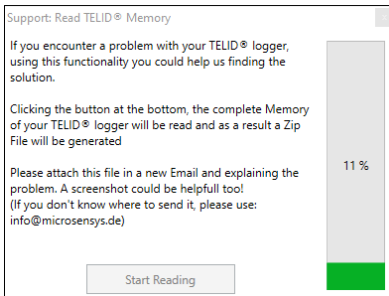 Support: Read TELID® Memory
If you encounter a problem with your TELID® logger,
using this functionality you could help us finding the
solution.
Clicking the button at the bottom, the complete Memory
of your TELID® logger will be read and as a result a Zip
File will be generated
Please attach this file in a new Email and explaining the
problem. A screenshot could be helpfull too!
(If you don't know where to send it, please use:
info@microsensys.de)
11 %
Start Reading